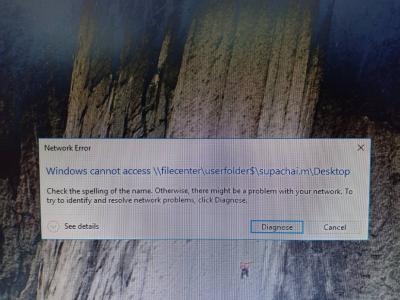 Network Error
Windows cannot access \\filecenter\userfolder$\supachai.m\Desktop
Check the spelling of the name. Otherwise, there might be a problem with your network. To
try to identify and resolve network problems, click Diagnose.
See details
Diagnose
Cancel